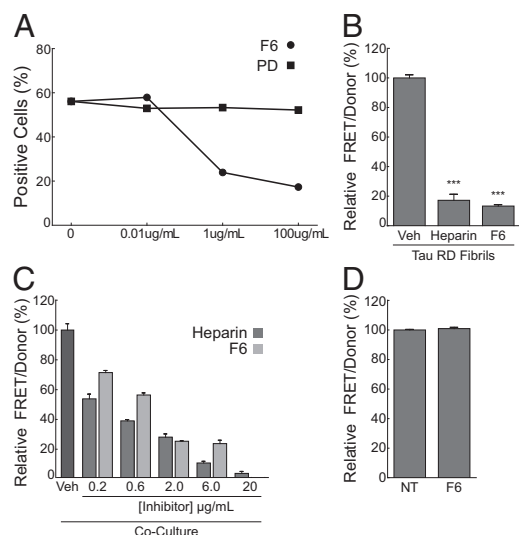 A
F6
PD
80
60
40
20
0
Positive Cells (%)
0
0.01ug/mL
1ug/mL
100ug/mL
B
120
100
80
60
40
20
0
Relative FRET/Donor (%)
***
***
Veh
Heparin
F6
Tau RD Fibrils
C
120
100
80
60
40
20
0
Relative FRET/Donor (%)
Heparin
F6
Veh
0.2
0.6
2.0
6.0
20
[Inhibitor] µg/mL
Co-Culture
D
120
100
80
60
40
20
0
Relative FRET/Donor (%)
NT
F6